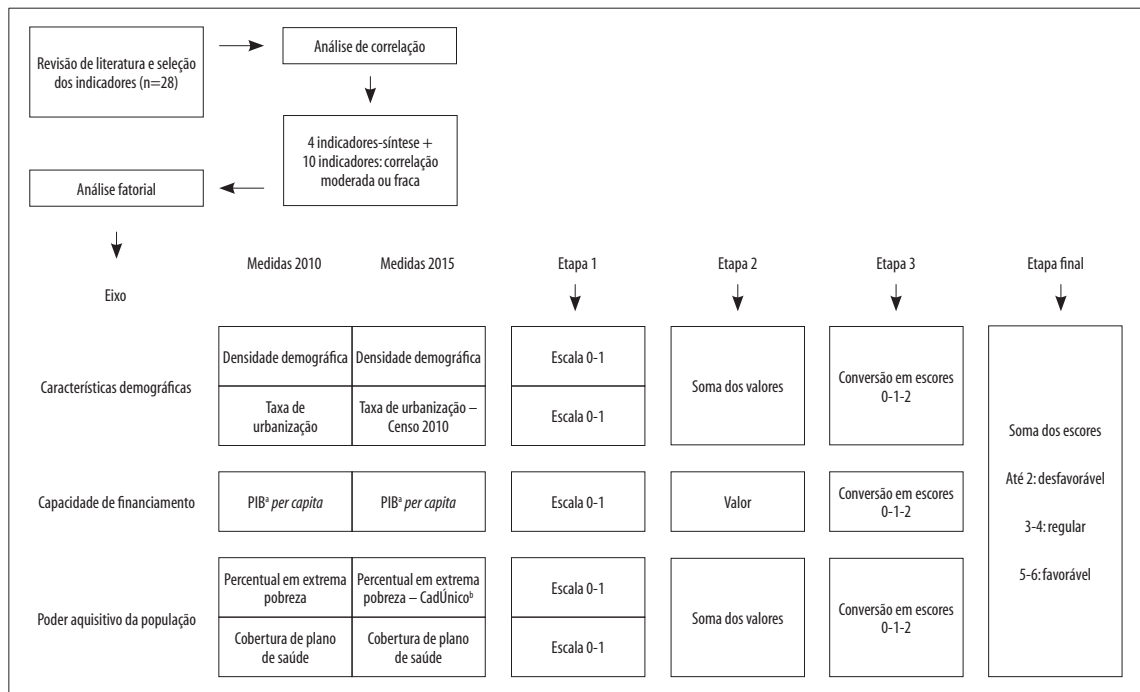 Revisão de literatura e seleção
dos indicadores (n=28)
Análise de correlação
4 indicadores-síntese +
10 indicadores: correlação
moderada ou fraca
Análise fatorial
Eixo
Medidas 2010
Medidas 2015
Etapa 1
Etapa 2
Etapa 3
Etapa final
Características demográficas
Densidade demográfica
Densidade demográfica
Escala 0-1
Taxa de
urbanização
Taxa de urbanização –
Censo 2010
Escala 0-1
Soma dos valores
Conversão em escores
0-1-2
Capacidade de financiamento
PIBᵃ per capita
PIBᵃ per capita
Escala 0-1
Valor
Conversão em escores
0-1-2
Poder aquisitivo da população
Percentual em extrema
pobreza
Percentual em extrema
pobreza – CadÚnicoᵇ
Escala 0-1
Cobertura de plano
de saúde
Cobertura de plano
de saúde
Escala 0-1
Soma dos valores
Conversão em escores
0-1-2
Soma dos escores
Até 2: desfavorável
3-4: regular
5-6: favorável